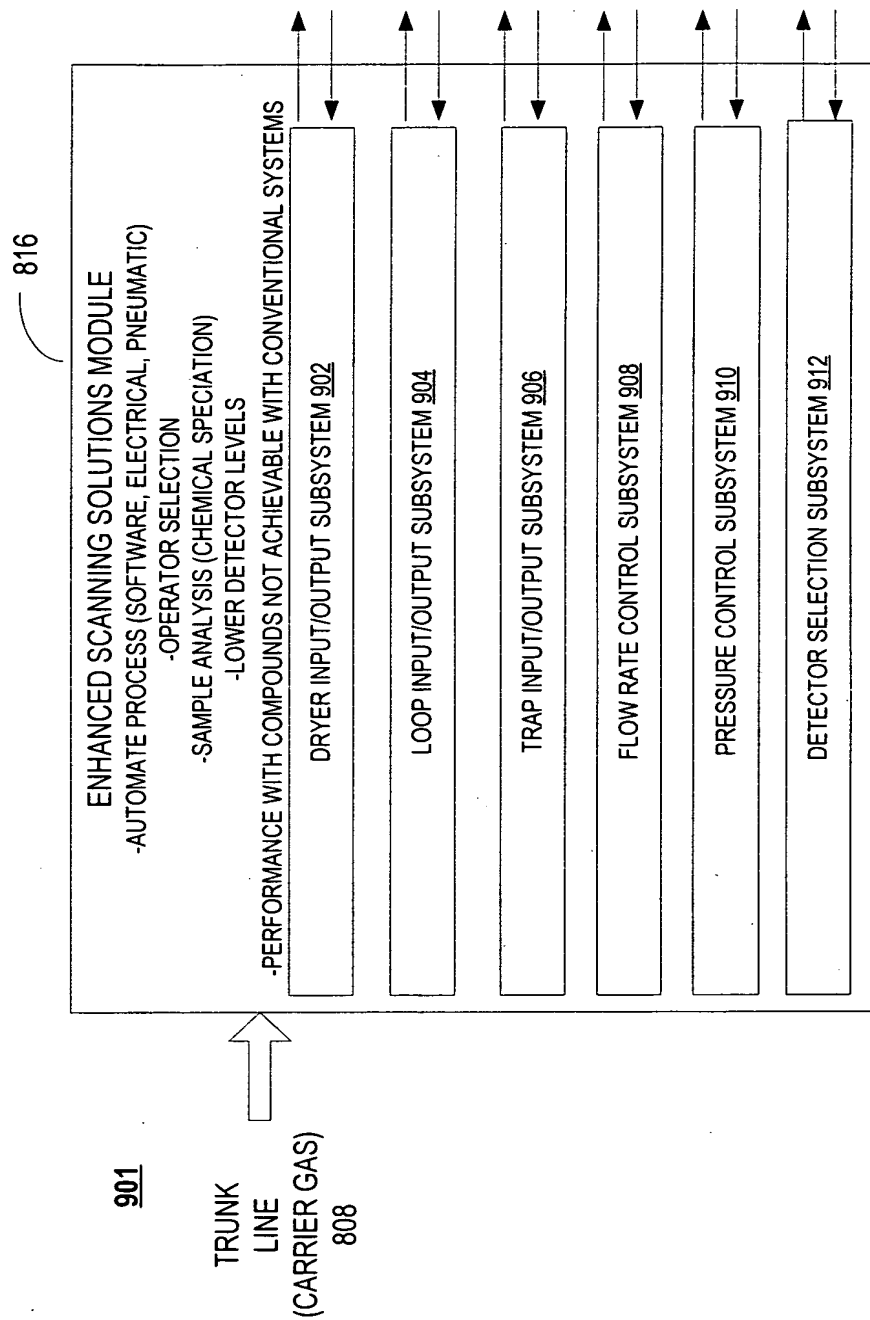 816
ENHANCED SCANNING SOLUTIONS MODULE
-AUTOMATE PROCESS (SOFTWARE, ELECTRICAL, PNEUMATIC)
-OPERATOR SELECTION
-SAMPLE ANALYSIS (CHEMICAL SPECIATION)
-LOWER DETECTOR LEVELS
-PERFORMANCE WITH COMPOUNDS NOT ACHIEVABLE WITH CONVENTIONAL SYSTEMS
901
TRUNK
LINE
(CARRIER GAS)
808
DRYER INPUT/OUTPUT SUBSYSTEM 902
LOOP INPUT/OUTPUT SUBSYSTEM 904
TRAP INPUT/OUTPUT SUBSYSTEM 906
FLOW RATE CONTROL SUBSYSTEM 908
PRESSURE CONTROL SUBSYSTEM 910
DETECTOR SELECTION SUBSYSTEM 912